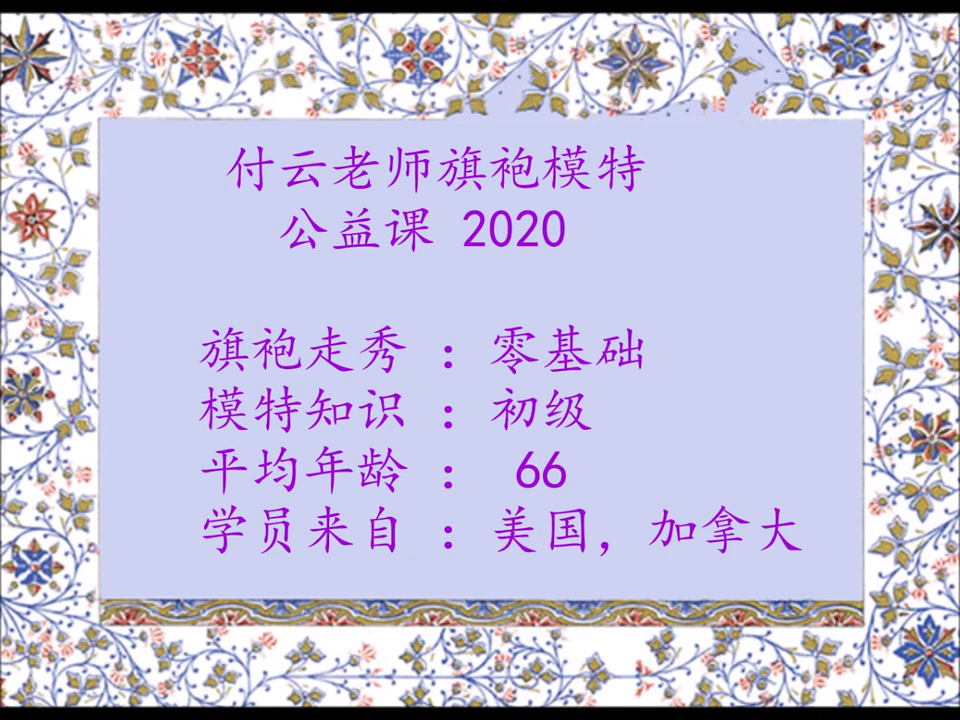 付云老师旗袍模特
公益课 2020
旗袍走秀 ：零基础
模特知识 ：初级
平均年龄 ： 66
学员来自 ：美国，加拿大